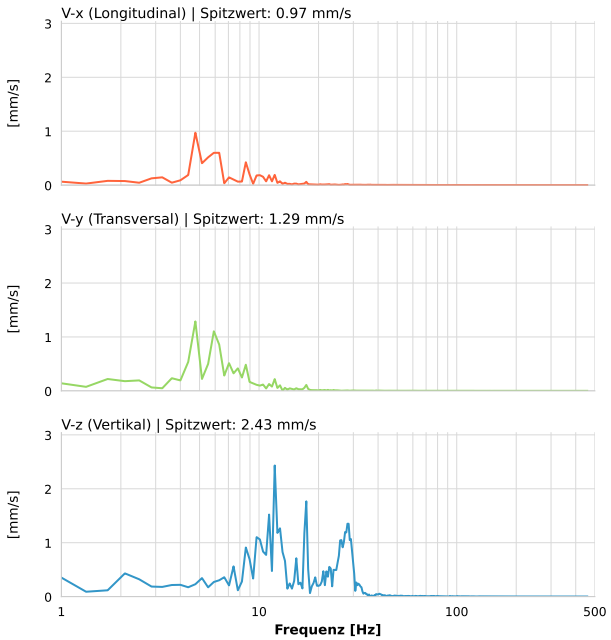 V-x (Longitudinal) | Spitzwert: 0.97 mm/s
3
2
1
0
[mm/s]
V-y (Transversal) | Spitzwert: 1.29 mm/s
3
2
1
0
[mm/s]
V-z (Vertikal) | Spitzwert: 2.43 mm/s
3
2
1
0
[mm/s]
1 10 100 500
Frequenz [Hz]